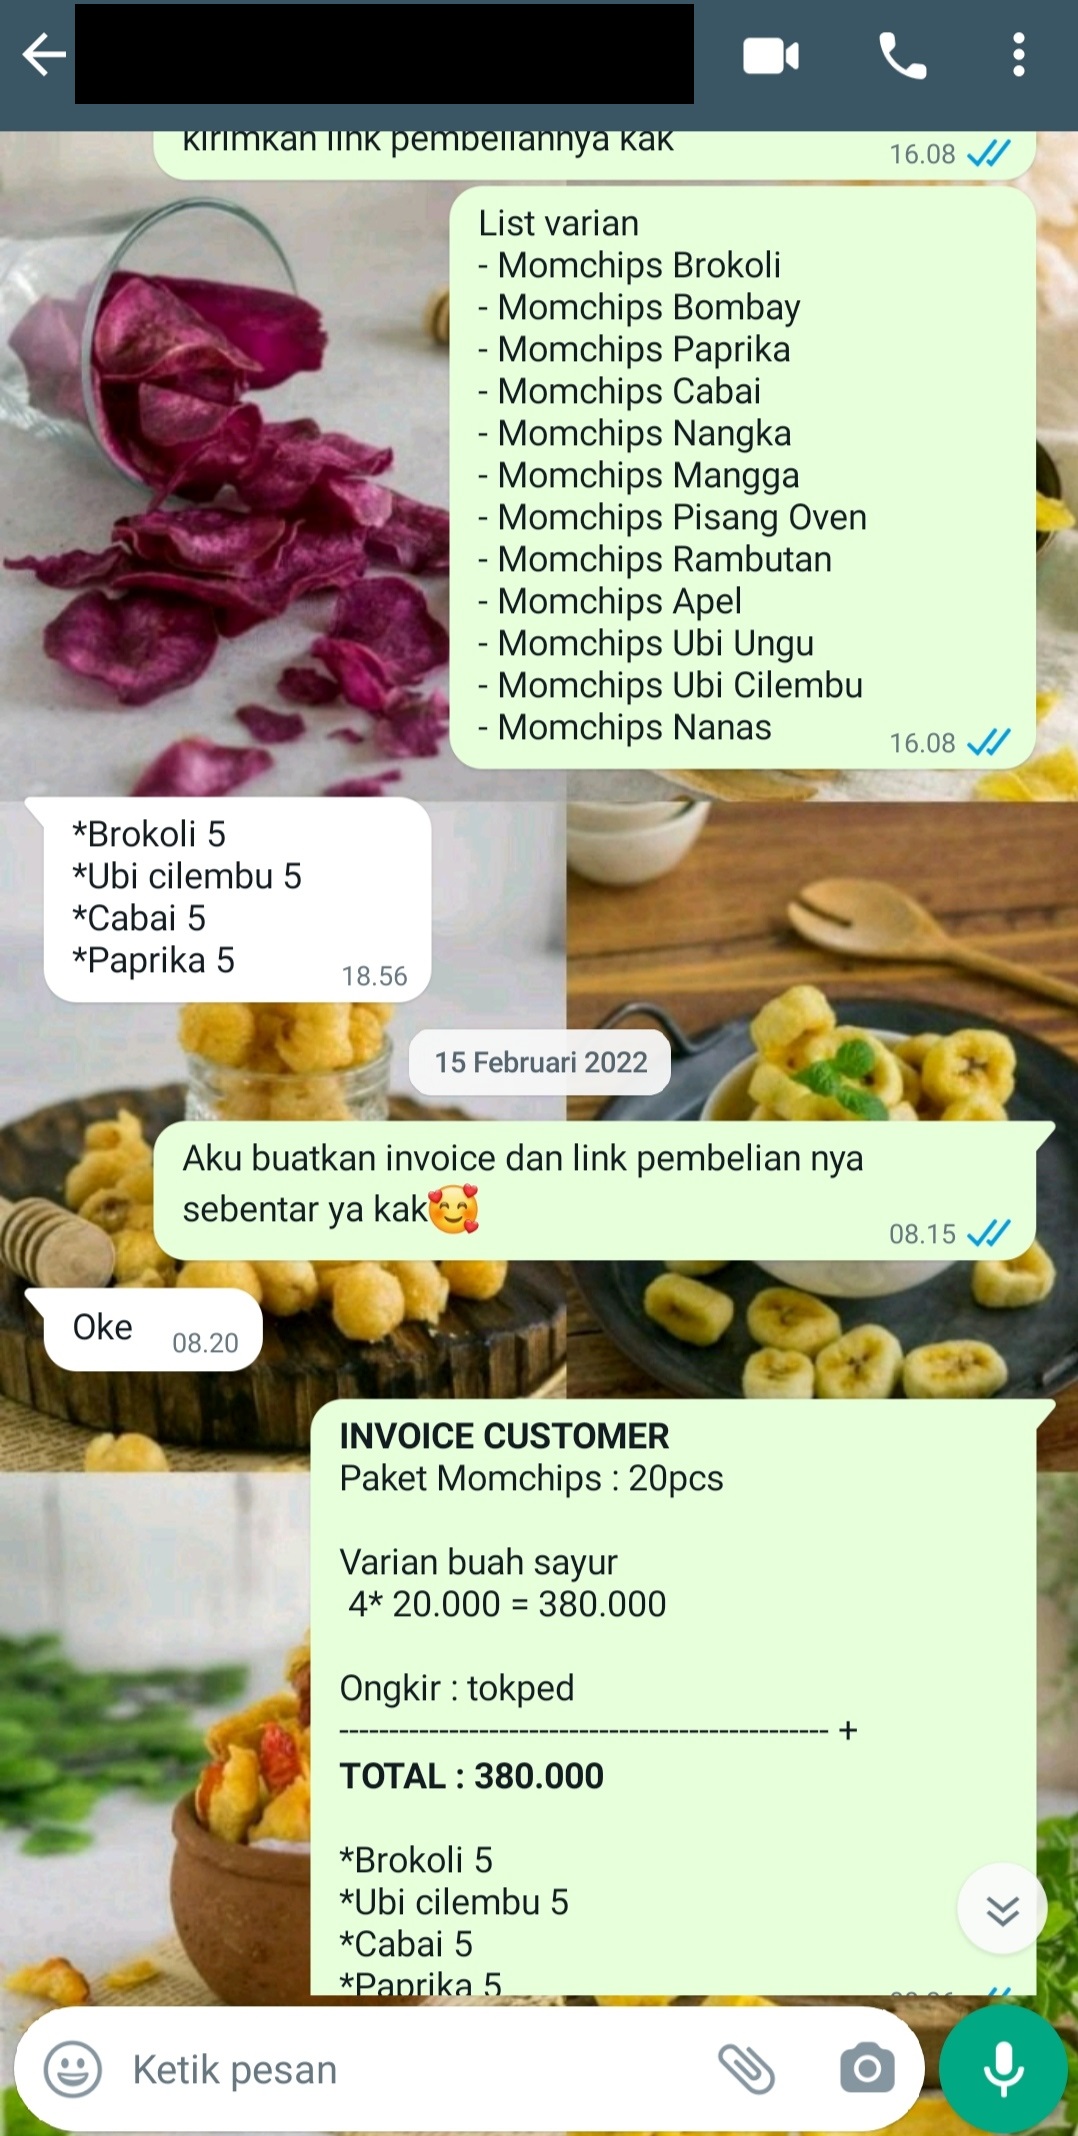 kirimkan link pembeliannya kak
16.08
List varian
- Momchips Brokoli
- Momchips Bombay
- Momchips Paprika
- Momchips Cabai
- Momchips Nangka
- Momchips Mangga
- Momchips Pisang Oven
- Momchips Rambutan
- Momchips Apel
- Momchips Ubi Ungu
- Momchips Ubi Cilembu
- Momchips Nanas
16.08
*Brokoli 5
*Ubi cilembu 5
*Cabai 5
*Paprika 5
18.56
15 Februari 2022
Aku buatkan invoice dan link pembelian nya
sebentar ya kak🥰
08.15
Oke
08.20
INVOICE CUSTOMER
Paket Momchips : 20pcs
Varian buah sayur
4* 20.000 = 380.000
Ongkir : tokped
------------------------------------------------- +
TOTAL : 380.000
*Brokoli 5
*Ubi cilembu 5
*Cabai 5
*Paprika 5
Ketik pesan